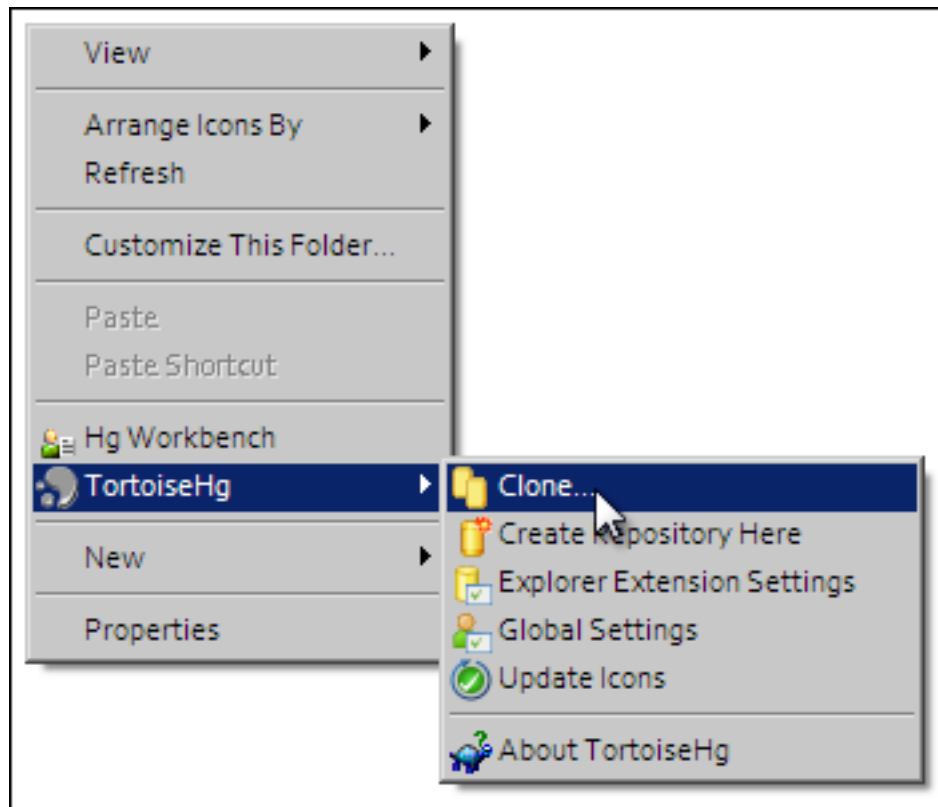 View
Arrange Icons By
Refresh
Customize This Folder...
Paste
Paste Shortcut
Hg Workbench
TortoiseHg
New
Properties
Clone...
Create Repository Here
Explorer Extension Settings
Global Settings
Update Icons
About TortoiseHg